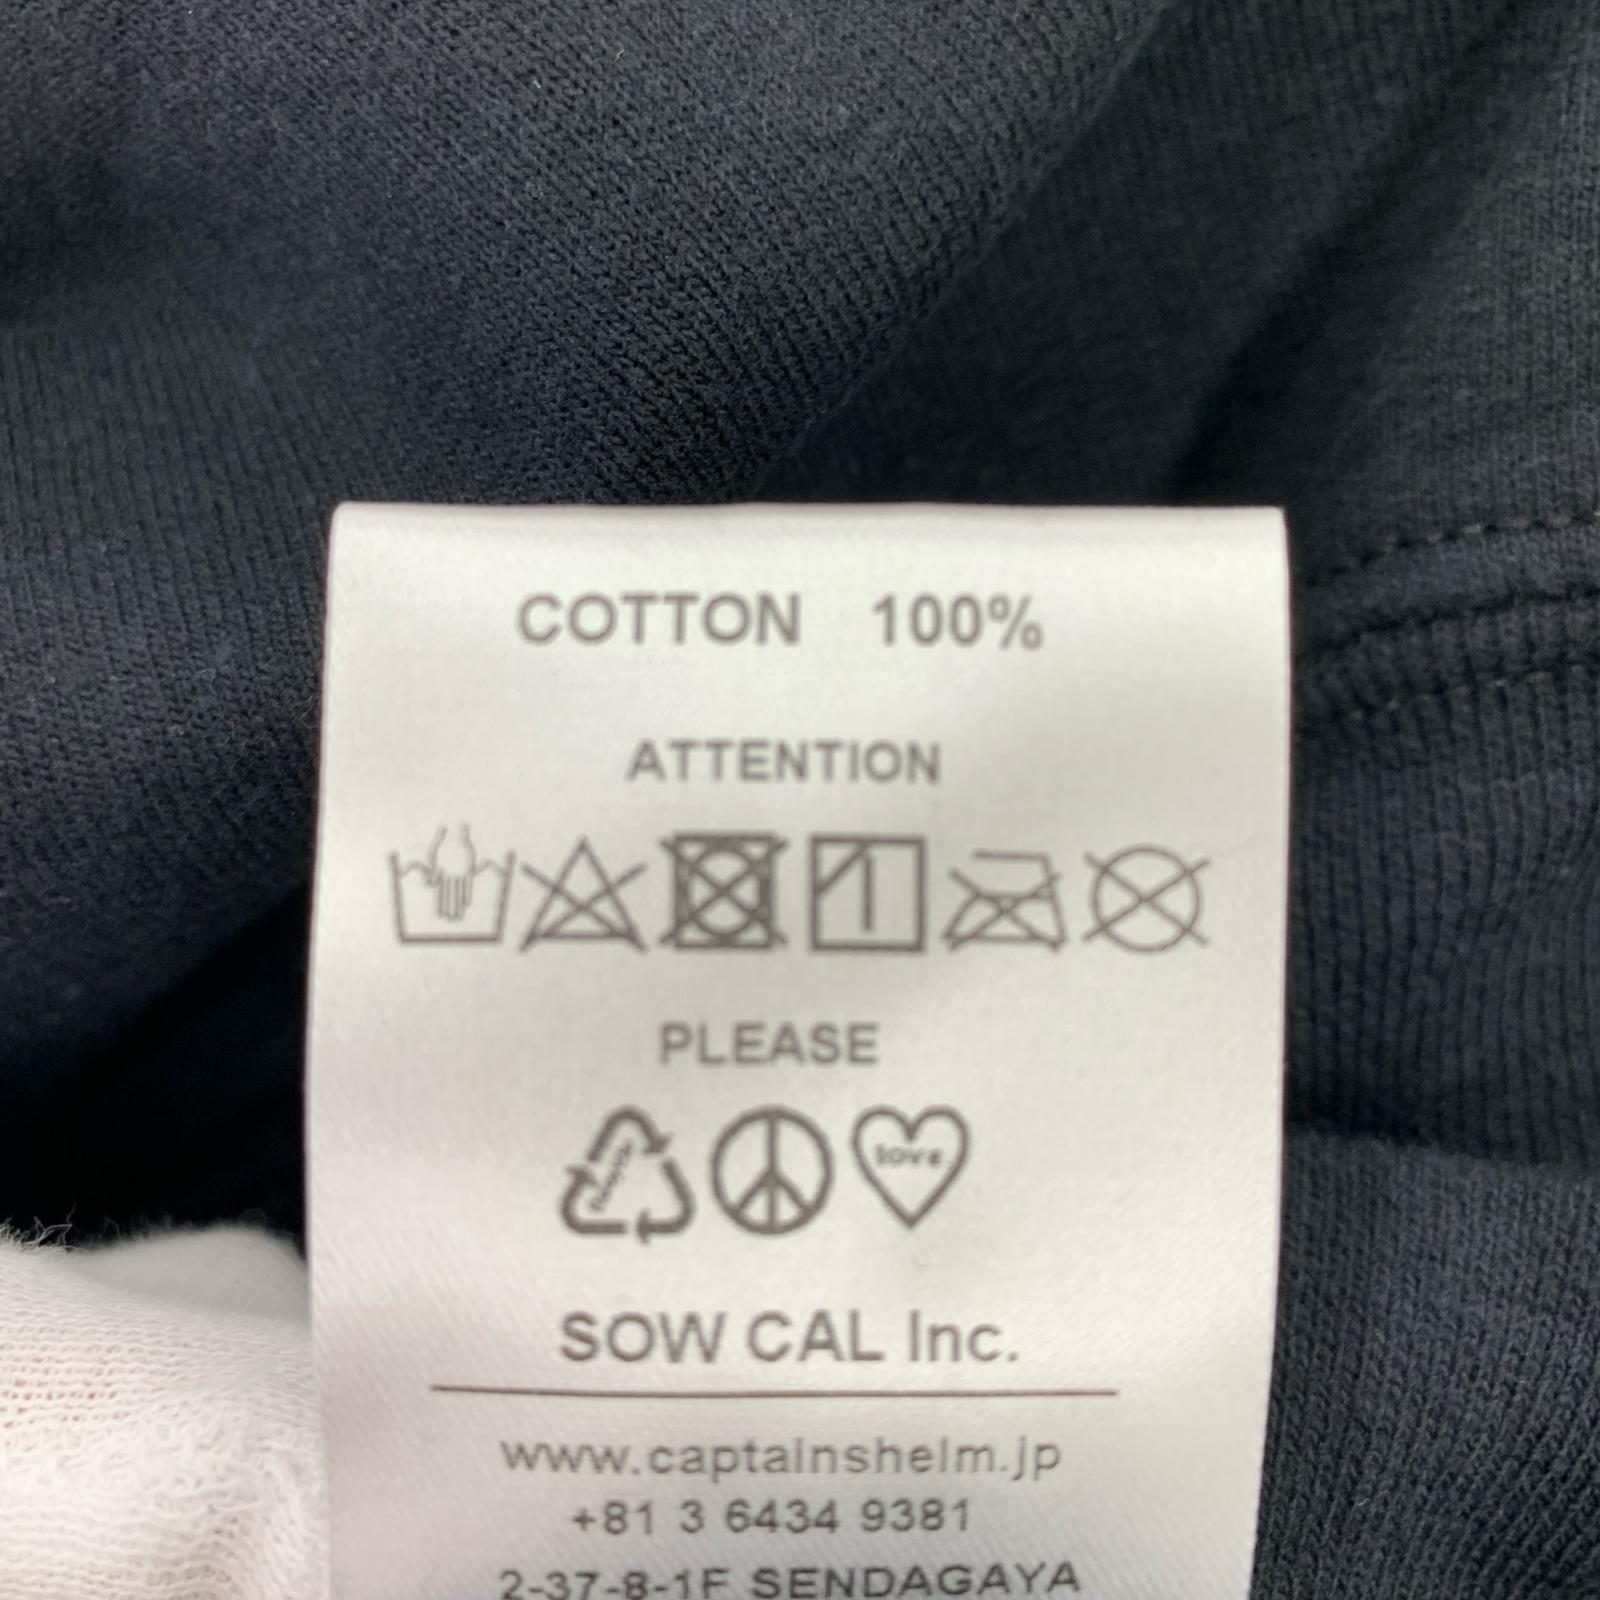 COTTON 100%
ATTENTION
PLEASE
love
SOW CAL Inc.
www.captainshelm.jp
+81 3 6434 9381
2-37-8-1F SENDAGAYA